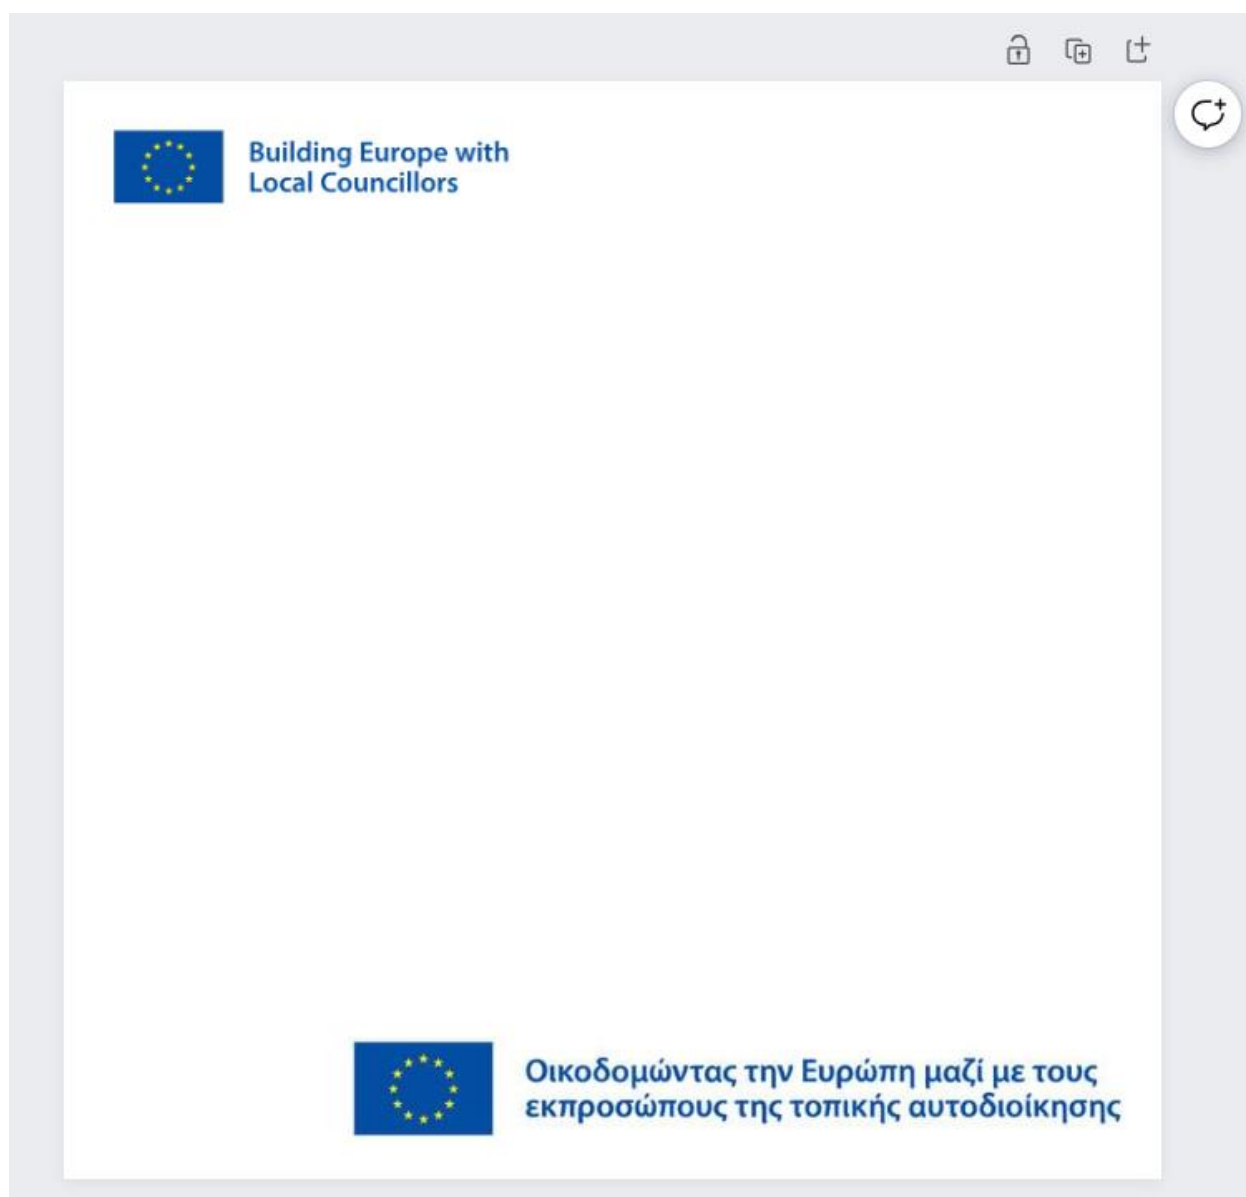 Building Europe with
Local Councillors
Οικοδομώντας την Ευρώπη μαζί με τους
εκπροσώπους της τοπικής αυτοδιοίκησης